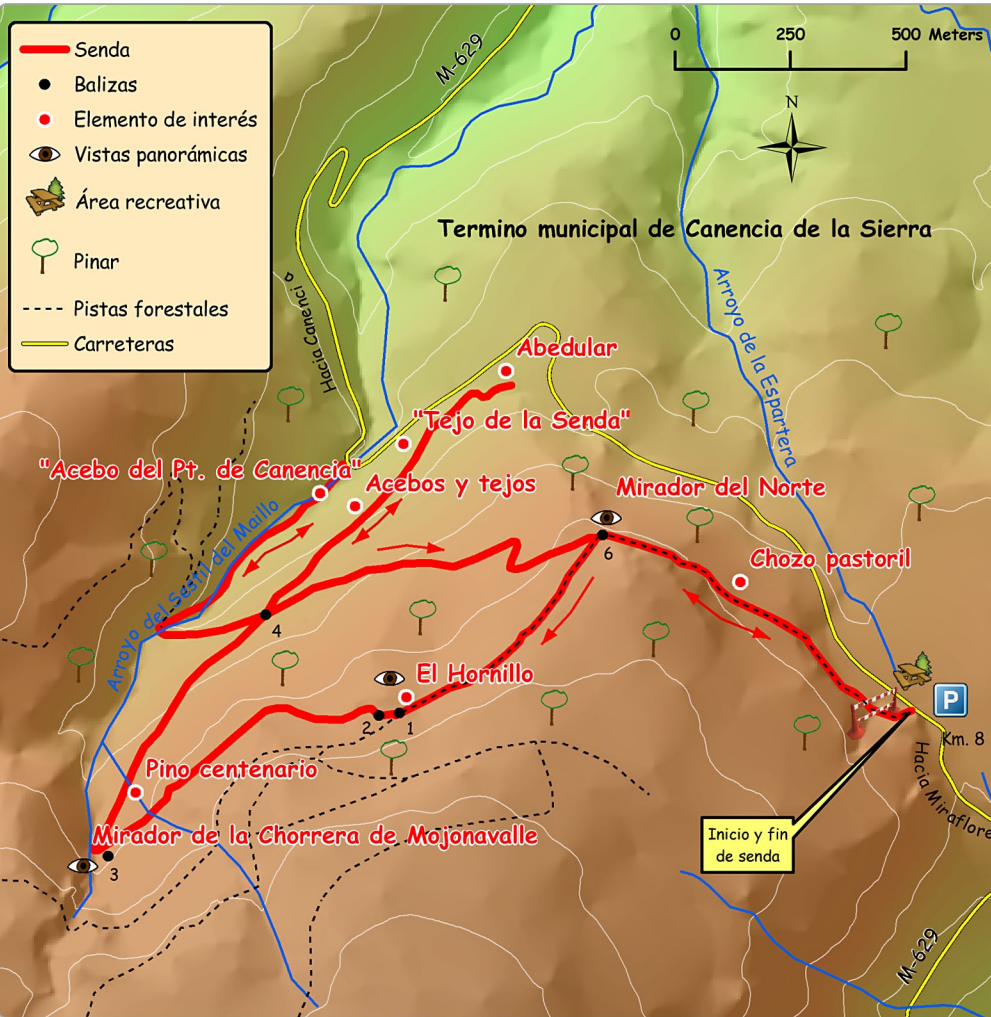 Senda
Balizas
Elemento de interés
Vistas panorámicas
Área recreativa
Pinar
Pistas forestales
Carreteras
M-629
0 250 500 Meters
N
Termino municipal de Canencia de la Sierra
Hacia Canencia
Arroyo de la Espartera
Abedular
"Tejo de la Senda"
"Acebo del Pt. de Canencia"
Acebos y tejos
Mirador del Norte
6
Chozo pastoril
Arroyo del Sestil del Maillo
4
El Hornillo
2
1
P
Km. 8
Hacia Miraflore
Pino centenario
Mirador de la Chorrera de Mojonavalle
3
Inicio y fin
de senda
M-629